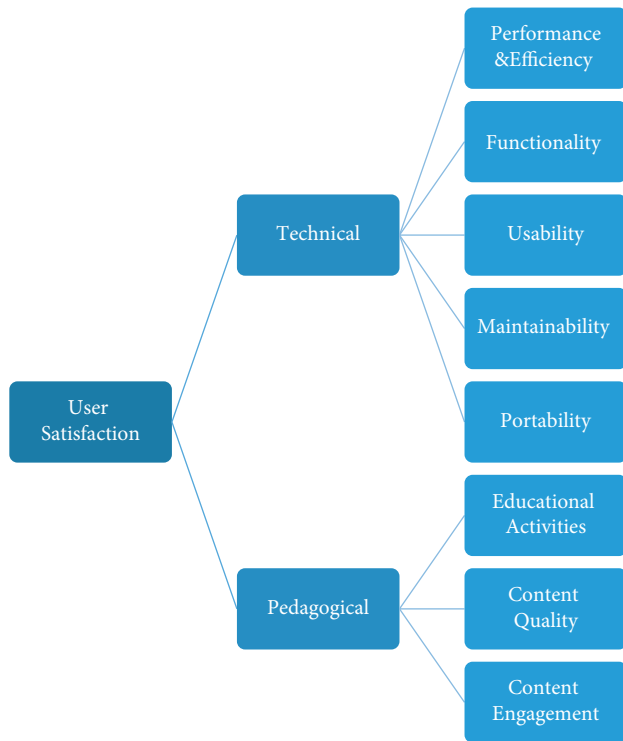 Performance
&Efficiency
Functionality
Technical
Usability
Maintainability
User
Satisfaction
Portability
Educational
Activities
Pedagogical
Content
Quality
Content
Engagement